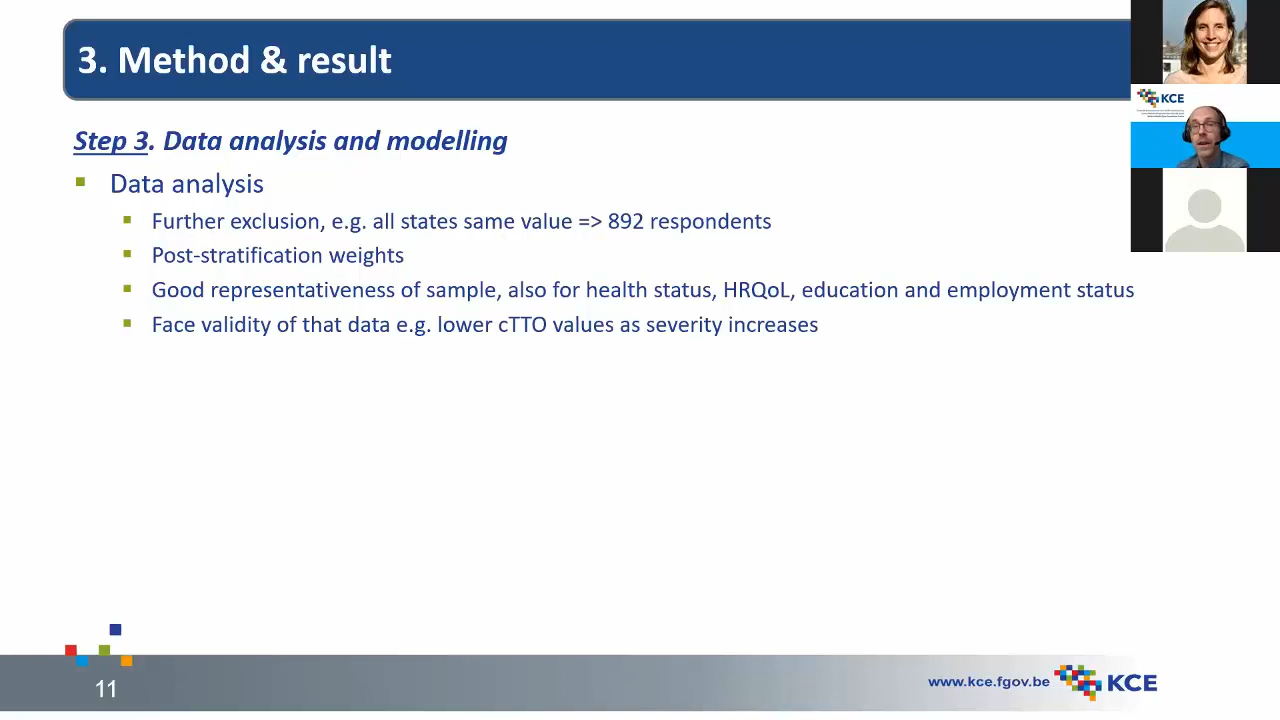 3. Method & result
KCE
Step 3. Data analysis and modelling
Data analysis
Further exclusion, e.g. all states same value => 892 respondents
Post-stratification weights
Good representativeness of sample, also for health status, HRQoL, education and employment status
Face validity of that data e.g. lower cTTO values as severity increases
11
www.kce.fgov.be
KCE